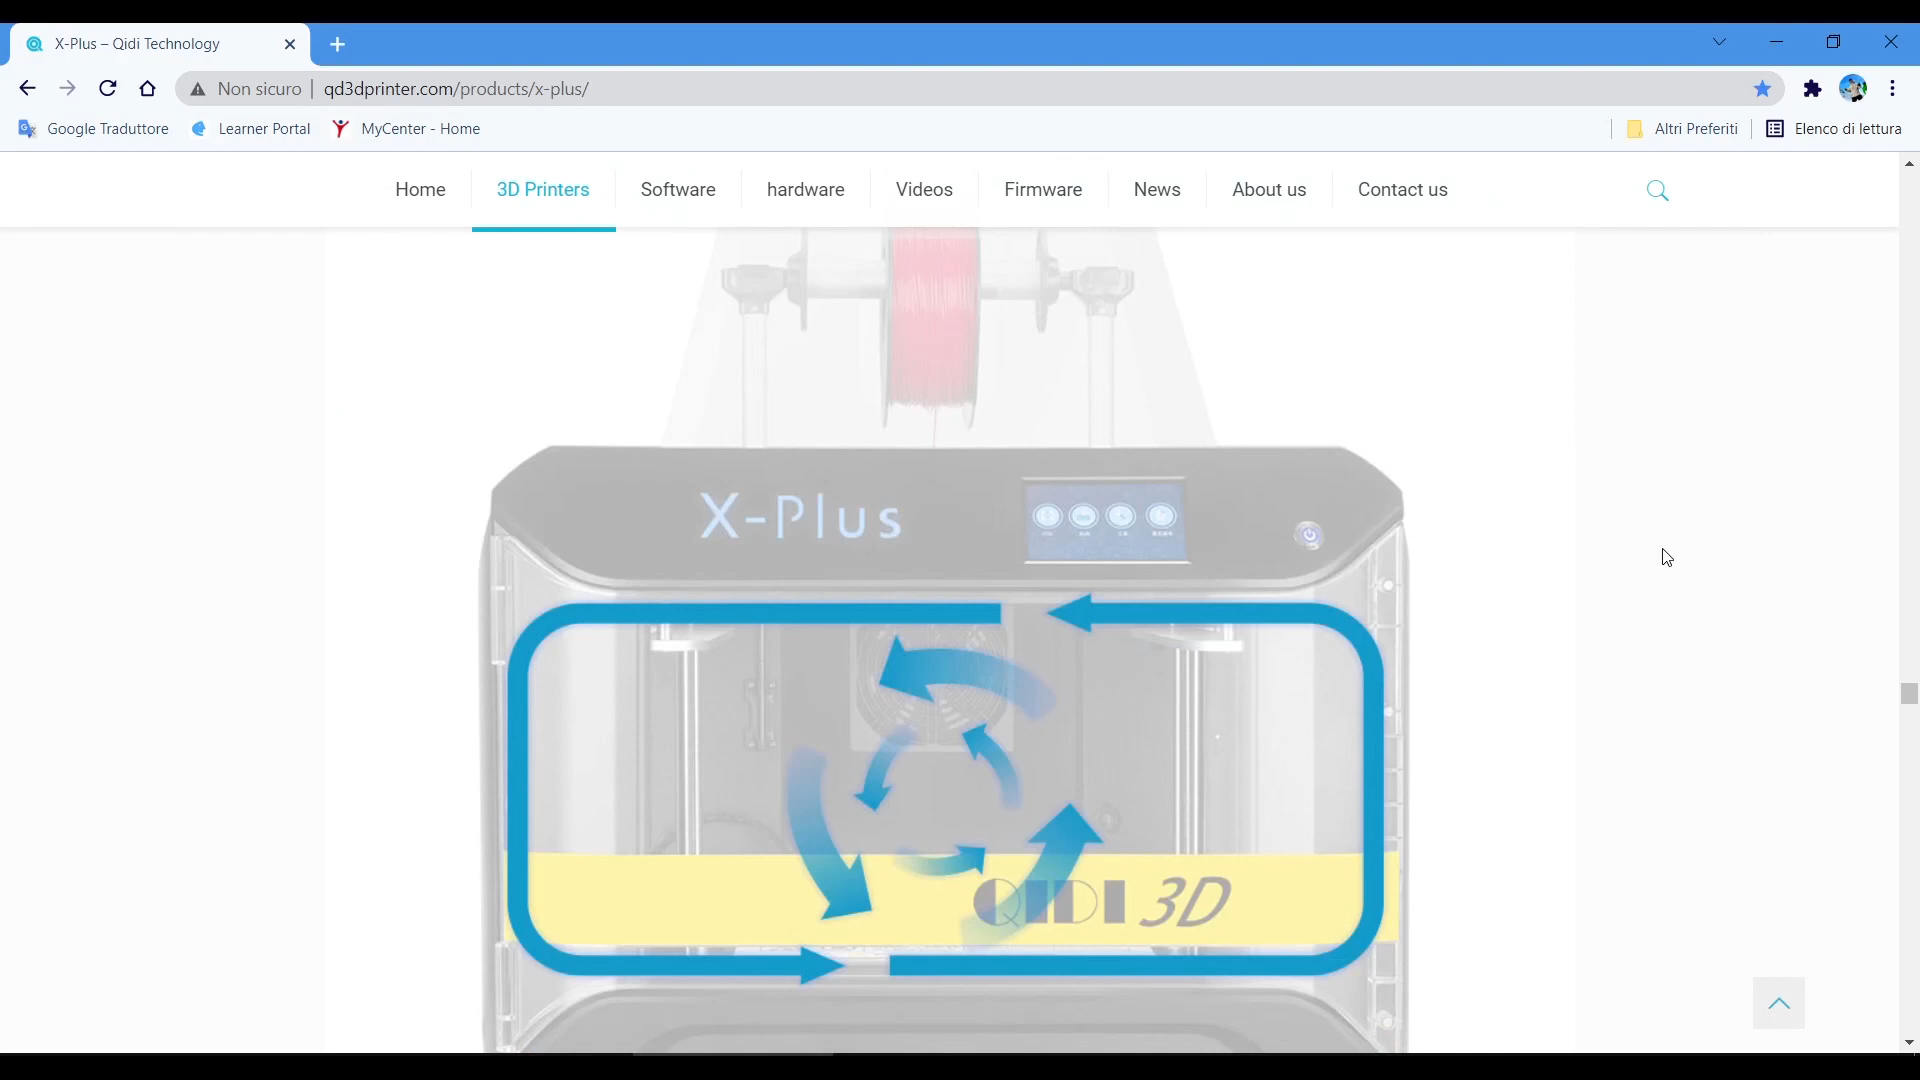 X-Plus – Qidi Technology
Non sicuro
qd3dprinter.com/products/x-plus/
Google Traduttore
Learner Portal
MyCenter - Home
Altri Preferiti
Elenco di lettura
Home
3D Printers
Software
hardware
Videos
Firmware
News
About us
Contact us
X-Plus
QIDI 3D